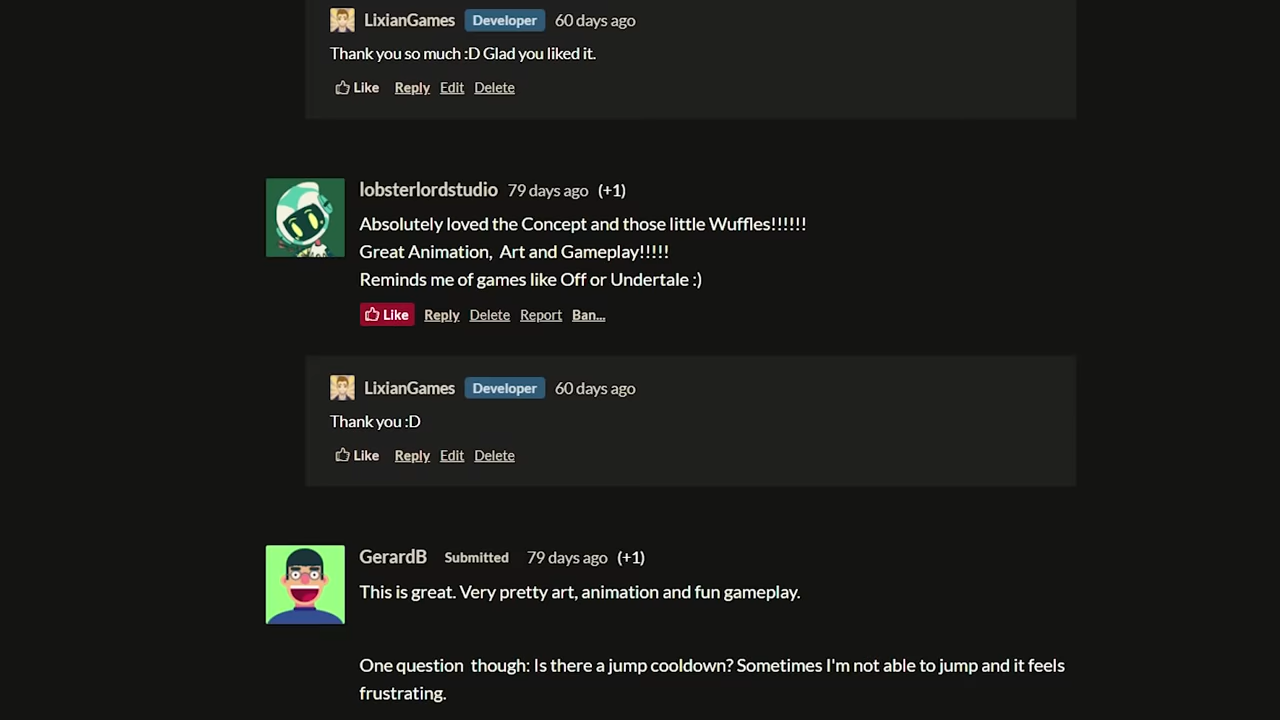 LixianGames Developer 60 days ago
Thank you so much :D Glad you liked it.
Like Reply Edit Delete
lobsterlordstudio 79 days ago (+1)
Absolutely loved the Concept and those little Wuffles!!!!!!
Great Animation, Art and Gameplay!!!!!
Reminds me of games like Off or Undertale :)
Like Reply Delete Report Ban...
LixianGames Developer 60 days ago
Thank you :D
Like Reply Edit Delete
GerardB Submitted 79 days ago (+1)
This is great. Very pretty art, animation and fun gameplay.
One question though: Is there a jump cooldown? Sometimes I'm not able to jump and it feels
frustrating.